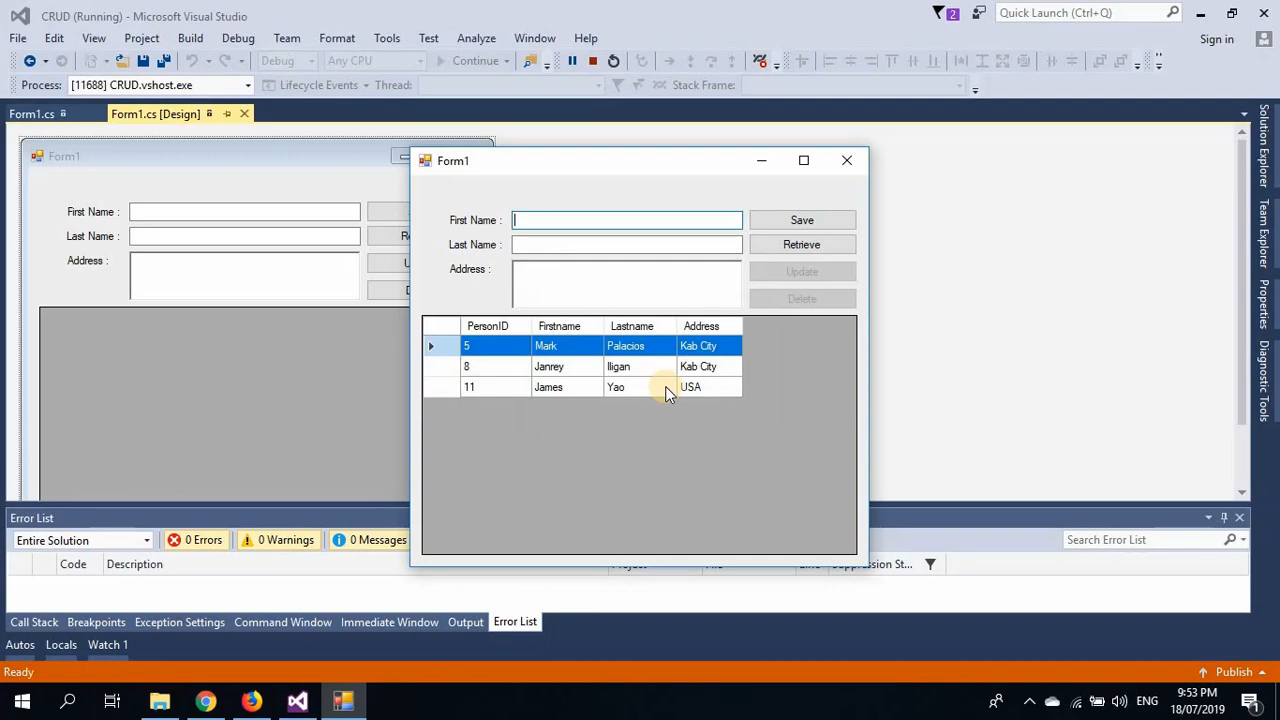 CRUD (Running) - Microsoft Visual Studio
2
Quick Launch (Ctrl+Q)
File Edit View Project Build Debug Team Format Tools Test Analyze Window Help
Sign in
Debug Any CPU Continue
Process: [11688] CRUD.vshost.exe Lifecycle Events Thread: Stack Frame:
Form1.cs Form1.cs [Design]
Form1
First Name :
Last Name :
Address :
Form1
First Name : Save
Last Name : Retrieve
Address : Update
Delete
PersonID Firstname Lastname Address
5 Mark Palacios Kab City
8 Janrey Iligan Kab City
11 James Yao USA
Solution Explorer
Team Explorer
Properties
Diagnostic Tools
Error List
Entire Solution 0 Errors 0 Warnings 0 Messages Search Error List
Code Description
Call Stack Breakpoints Exception Settings Command Window Immediate Window Output Error List
Autos Locals Watch 1
Ready Publish
ENG 9:53 PM
18/07/2019
1